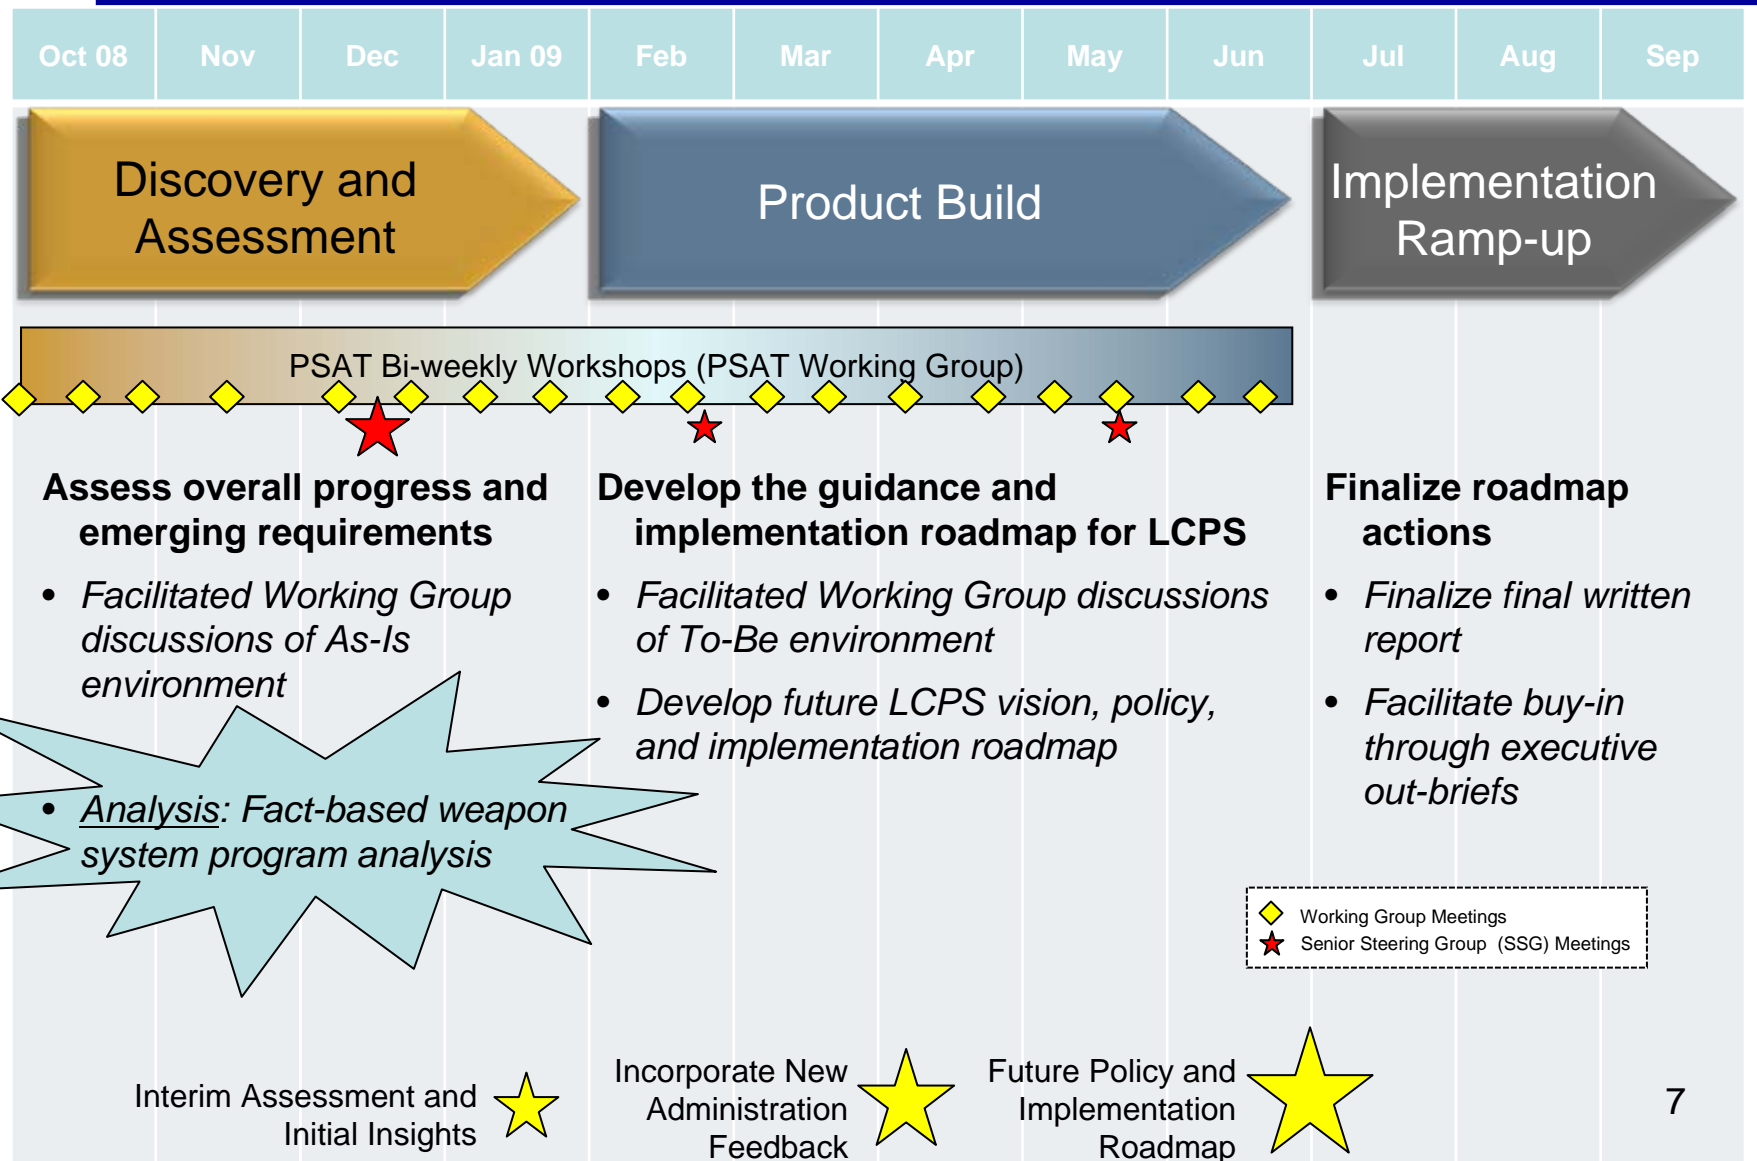 Oct 08 Nov Dec Jan 09 Feb Mar Apr May Jun Jul Aug Sep
Discovery and
Assessment
Product Build
Implementation
Ramp-up
PSAT Bi-weekly Workshops (PSAT Working Group)
Assess overall progress and
emerging requirements
• Facilitated Working Group
discussions of As-Is
environment
• Analysis: Fact-based weapon
system program analysis
Develop the guidance and
implementation roadmap for LCPS
• Facilitated Working Group discussions
of To-Be environment
• Develop future LCPS vision, policy,
and implementation roadmap
Finalize roadmap
actions
• Finalize final written
report
• Facilitate buy-in
through executive
out-briefs
Working Group Meetings
Senior Steering Group (SSG) Meetings
Interim Assessment and
Initial Insights
Incorporate New
Administration
Feedback
Future Policy and
Implementation
Roadmap
7